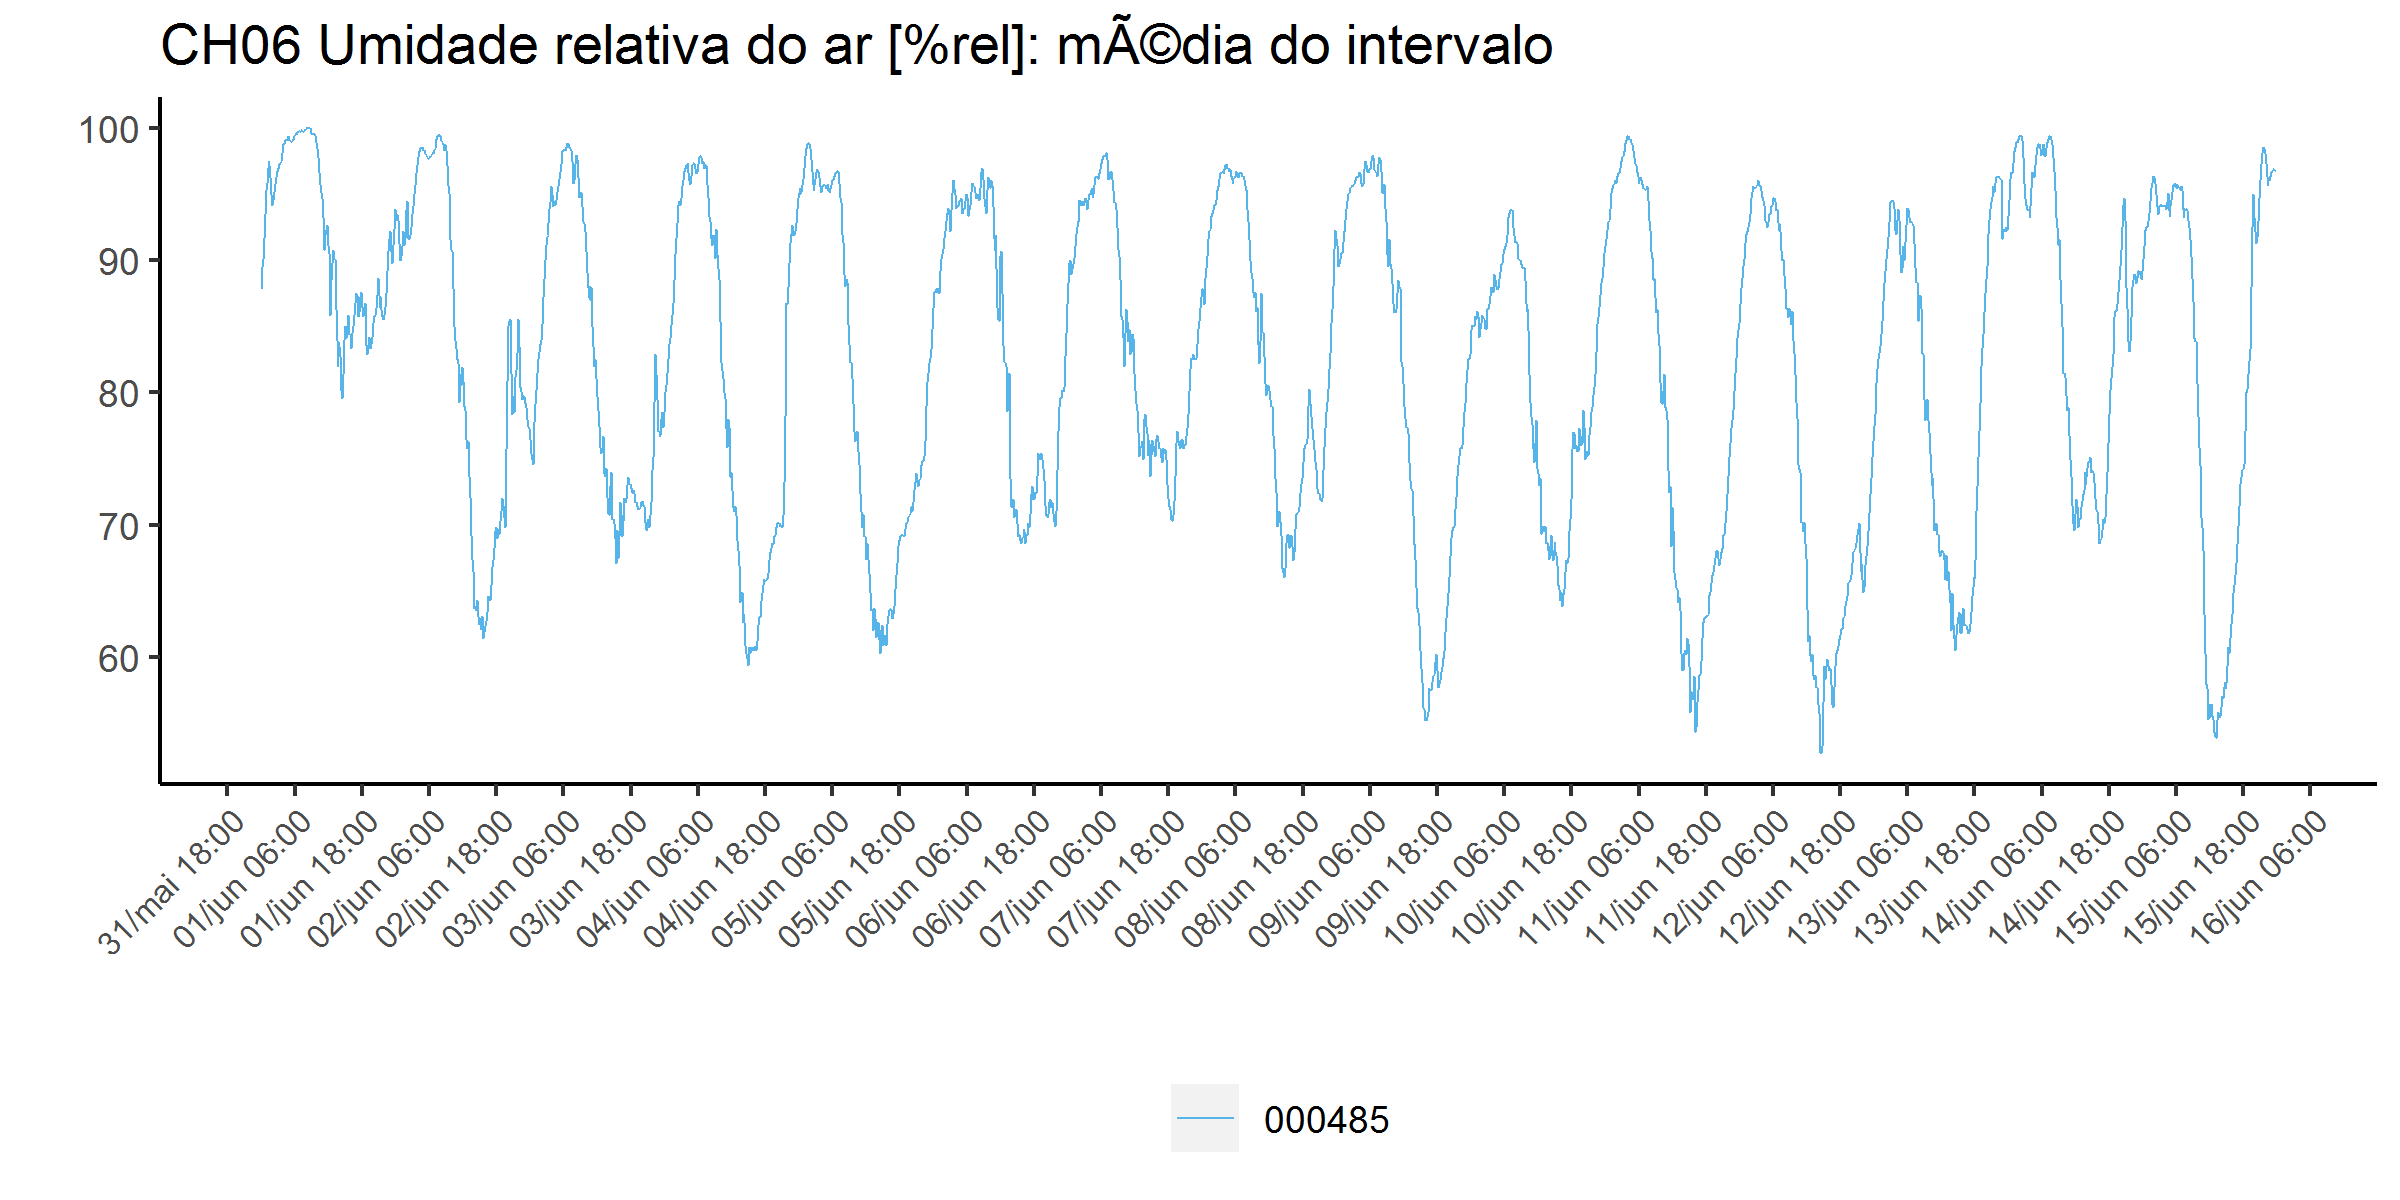 CH06 Umidade relativa do ar [%rel]: mÃ©dia do intervalo
100
90
80
70
60
31/mai 18:00
01/jun 06:00
01/jun 18:00
02/jun 06:00
02/jun 18:00
03/jun 06:00
03/jun 18:00
04/jun 06:00
04/jun 18:00
05/jun 06:00
05/jun 18:00
06/jun 06:00
06/jun 18:00
07/jun 06:00
07/jun 18:00
08/jun 06:00
08/jun 18:00
09/jun 06:00
09/jun 18:00
10/jun 06:00
10/jun 18:00
11/jun 06:00
11/jun 18:00
12/jun 06:00
12/jun 18:00
13/jun 06:00
13/jun 18:00
14/jun 06:00
14/jun 18:00
15/jun 06:00
15/jun 18:00
16/jun 06:00
000485